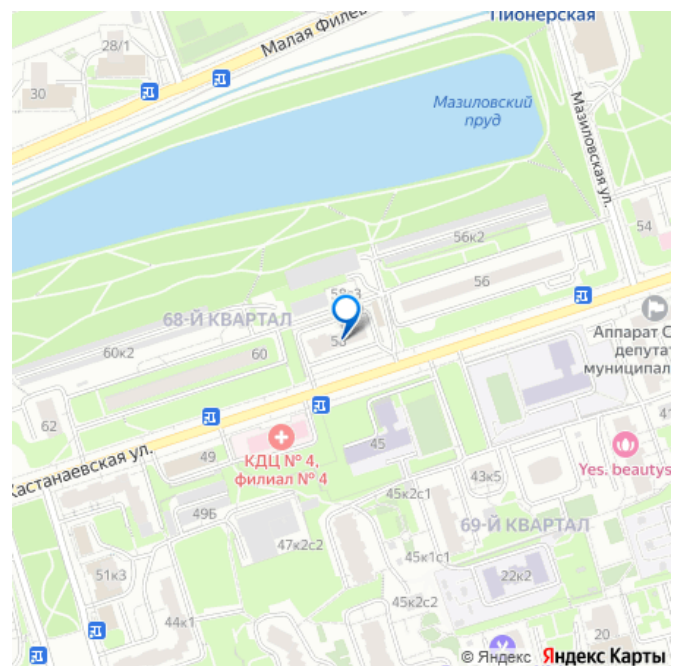 Пионерская
28/1
Малая Филев
30
Мазиловский
пруд
Мазиловская ул.
54
56к2
56
58с3
68-Й КВАРТАЛ
58
60к2
60
Аппарат С
депутат
муниципал
62
КДЦ № 4,
филиал № 4
49
45
41
Yes. beautys
Кастанаевская ул.
43к5
45к2с1
49Б
69-Й КВАРТАЛ
47к2с2
45к1с1
51к3
22к2
44к1
45к2с2
20
© Яндекс Яндекс Карты